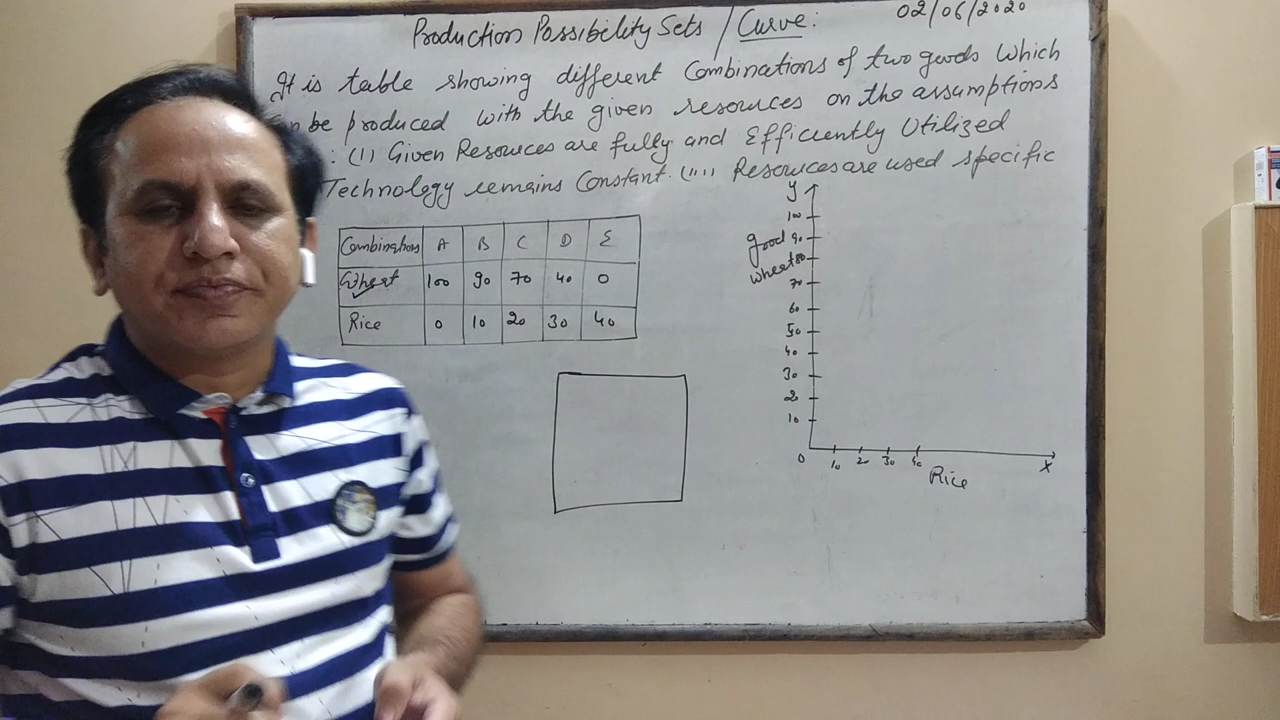 Production Possibility Sets / Curve:
02/06/2020
It is table showing different Combinations of two goods Which
be produced with the given resources on the assumptions
: (1) Given Resources are fully and Efficiently Utilized
Technology remains Constant. (iii) Resources are used specific
Combinations A B C D E
Wheat 100 90 70 40 0
Rice 0 10 20 30 40
y
100
good 90
wheat 80
70
60
50
40
30
20
10
0 10 20 30 40 X
Rice